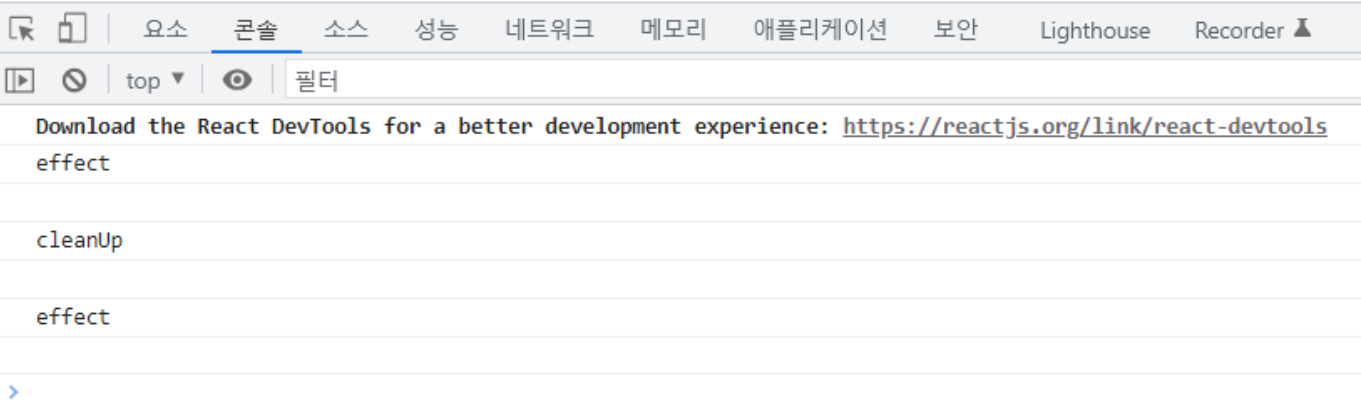 요소 콘솔 소스 성능 네트워크 메모리 애플리케이션 보안 Lighthouse Recorder
top ▼ 필터
Download the React DevTools for a better development experience: https://reactjs.org/link/react-devtools
effect
cleanUp
effect